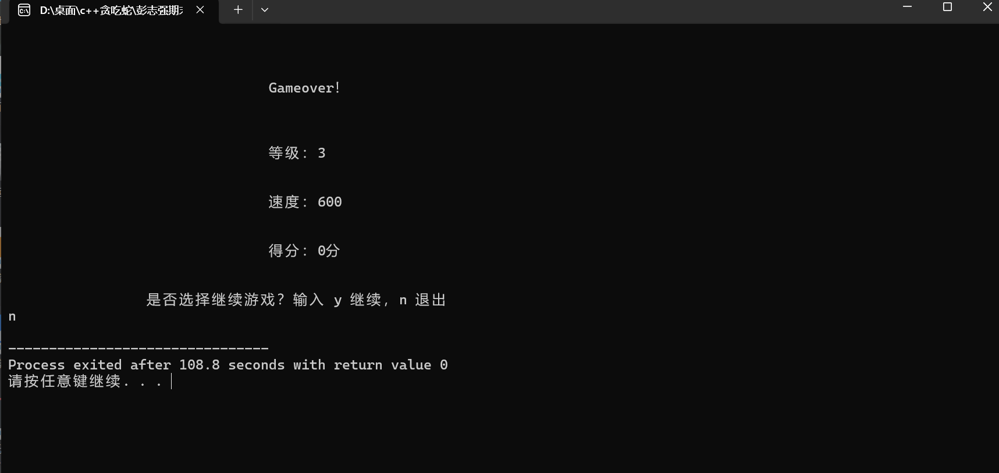 D:\桌面\c++贪吃蛇\彭志强期
Gameover!
等级：3
速度：600
得分：0分
是否选择继续游戏？输入 y 继续，n 退出
n
--------------------------------
Process exited after 108.8 seconds with return value 0
请按任意键继续. . .